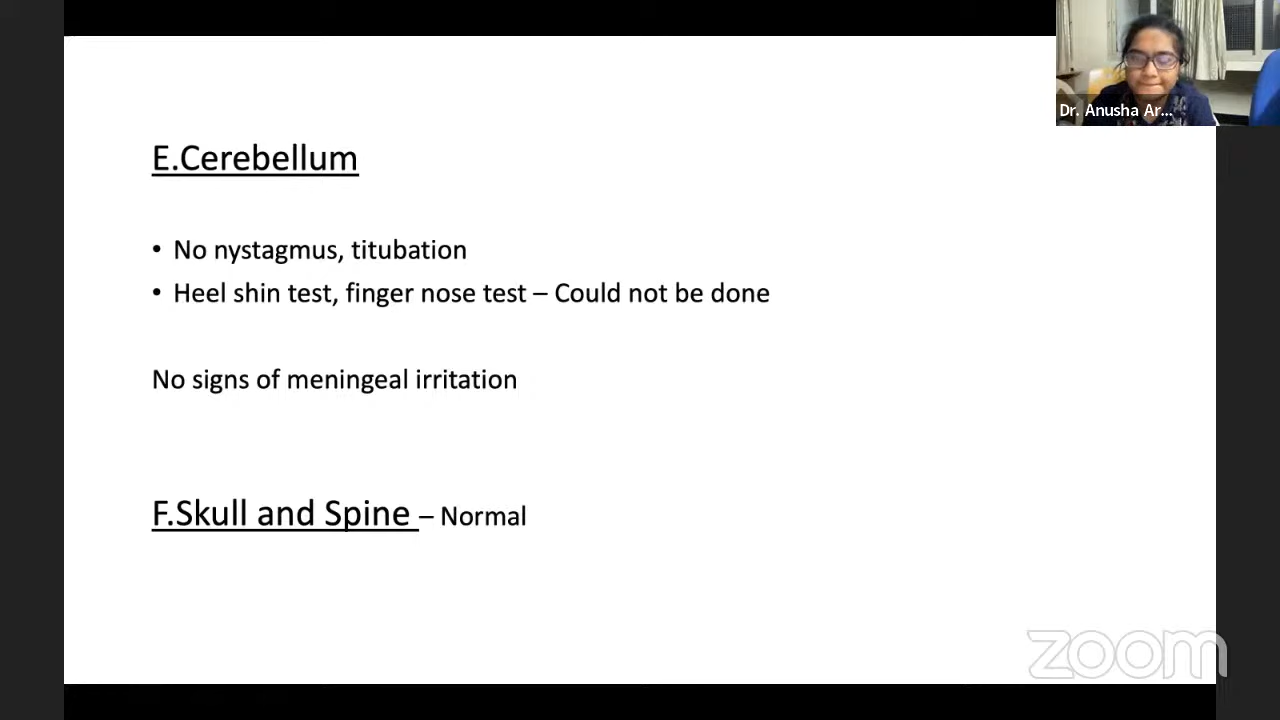 Dr. Anusha Ar...
E.Cerebellum
• No nystagmus, titubation
• Heel shin test, finger nose test – Could not be done
No signs of meningeal irritation
F.Skull and Spine – Normal
zoom